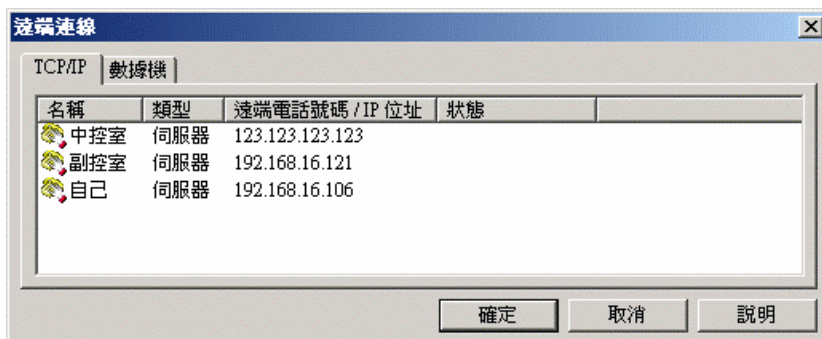 遠端連線
TCP/IP 數據機
名稱 類型 遠端電話號碼 / IP 位址 狀態
中控室 伺服器 123.123.123.123
副控室 伺服器 192.168.16.121
自己 伺服器 192.168.16.106
確定 取消 說明